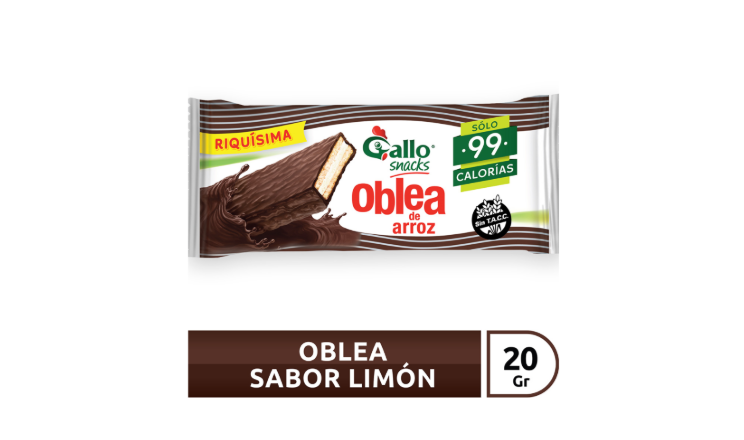 RIQUÍSIMA
Gallo®
snacks
oblea
de
arroz
SÓLO
·99·
CALORÍAS
Sin T.A.C.C.
OBLEA
SABOR LIMÓN
20
Gr